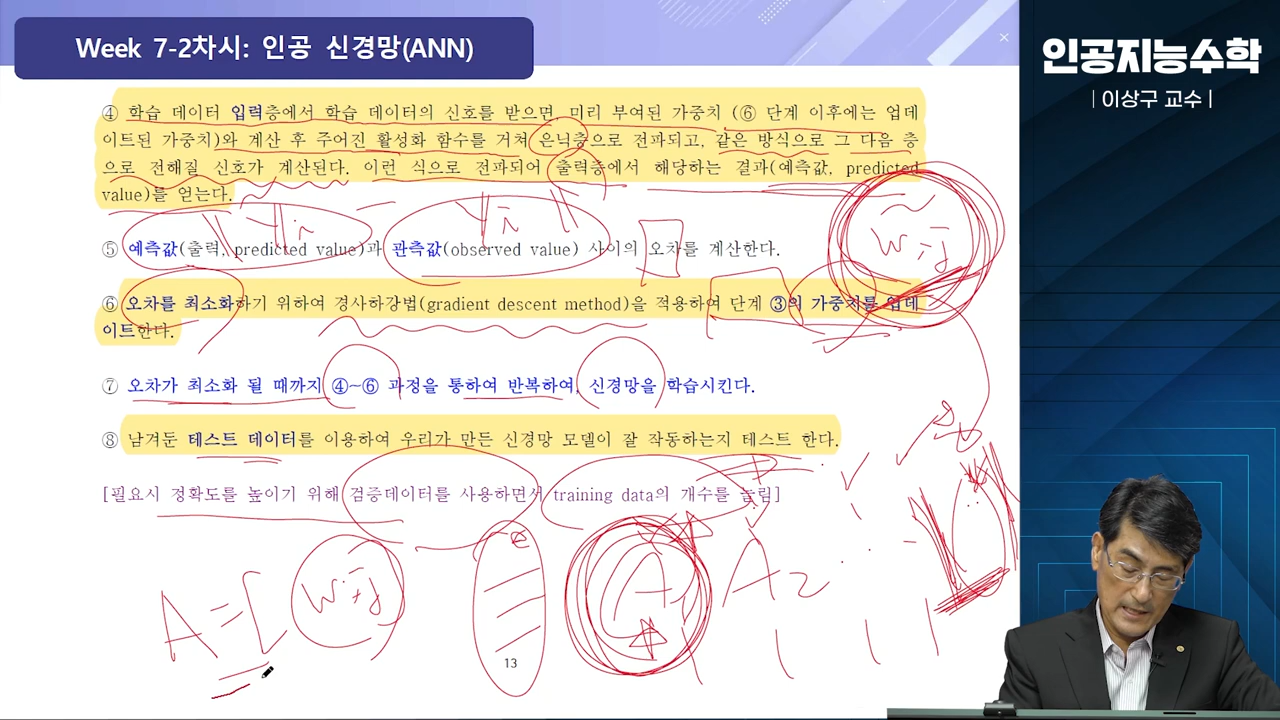 Week 7-2차시: 인공 신경망(ANN)
인공지능수학
| 이상구 교수 |
④ 학습 데이터 입력층에서 학습 데이터의 신호를 받으면, 미리 부여된 가중치 (⑥ 단계 이후에는 업데
이트된 가중치)와 계산 후 주어진 활성화 함수를 거쳐 은닉층으로 전파되고, 같은 방식으로 그 다음 층
으로 전해질 신호가 계산된다. 이런 식으로 전파되어 출력층에서 해당하는 결과(예측값, predicted
value)를 얻는다.
⑤ 예측값(출력, predicted value)과 관측값(observed value) 사이의 오차를 계산한다.
⑥ 오차를 최소화하기 위하여 경사하강법(gradient descent method)을 적용하여 단계 ③의 가중치를 업데
이트한다.
⑦ 오차가 최소화 될 때까지 ④~⑥ 과정을 통하여 반복하여, 신경망을 학습시킨다.
⑧ 남겨둔 테스트 데이터를 이용하여 우리가 만든 신경망 모델이 잘 작동하는지 테스트 한다.
[필요시 정확도를 높이기 위해 검증데이터를 사용하면서 training data의 개수를 늘림]
A = [ wij
A1 A2
wij
13